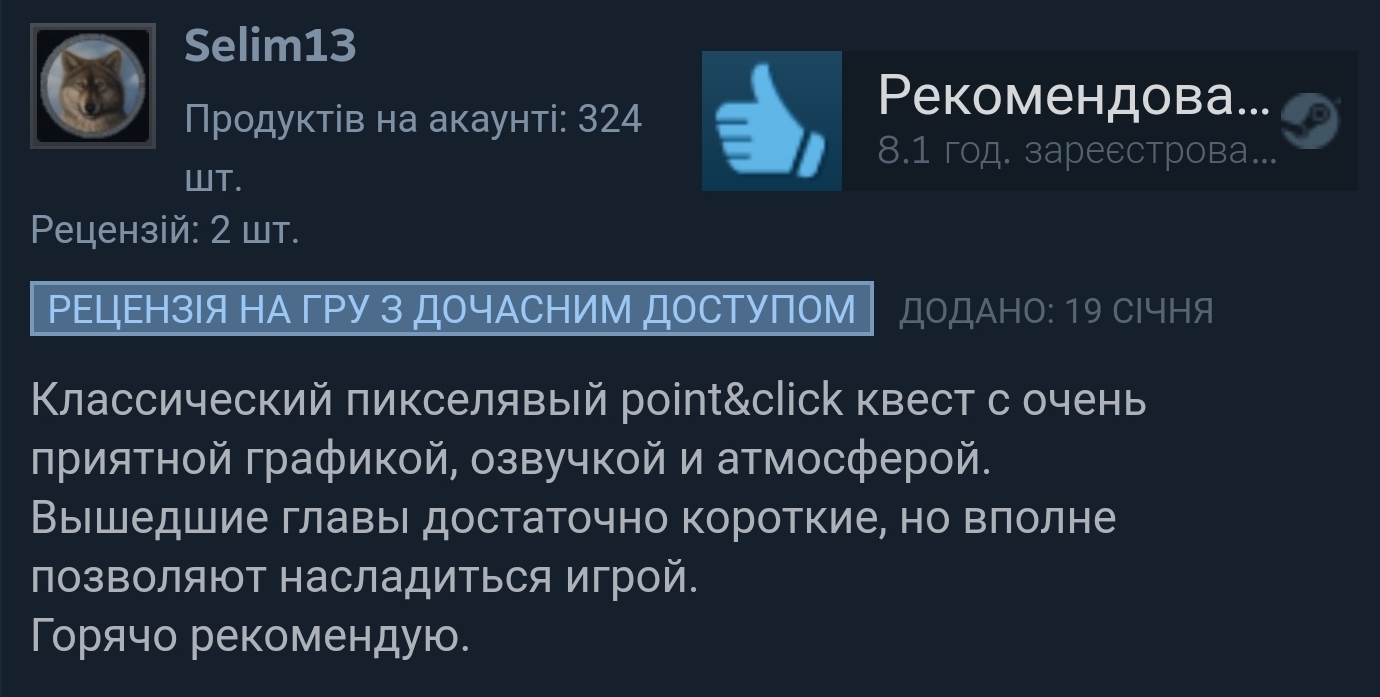 Selim13
Продуктів на акаунті: 324
шт.
Рецензій: 2 шт.
Рекомендова...
8.1 год. зареєстрова...
РЕЦЕНЗІЯ НА ГРУ З ДОЧАСНИМ ДОСТУПОМ
ДОДАНО: 19 СІЧНЯ
Классический пикселявый point&click квест с очень
приятной графикой, озвучкой и атмосферой.
Вышедшие главы достаточно короткие, но вполне
позволяют насладиться игрой.
Горячо рекомендую.